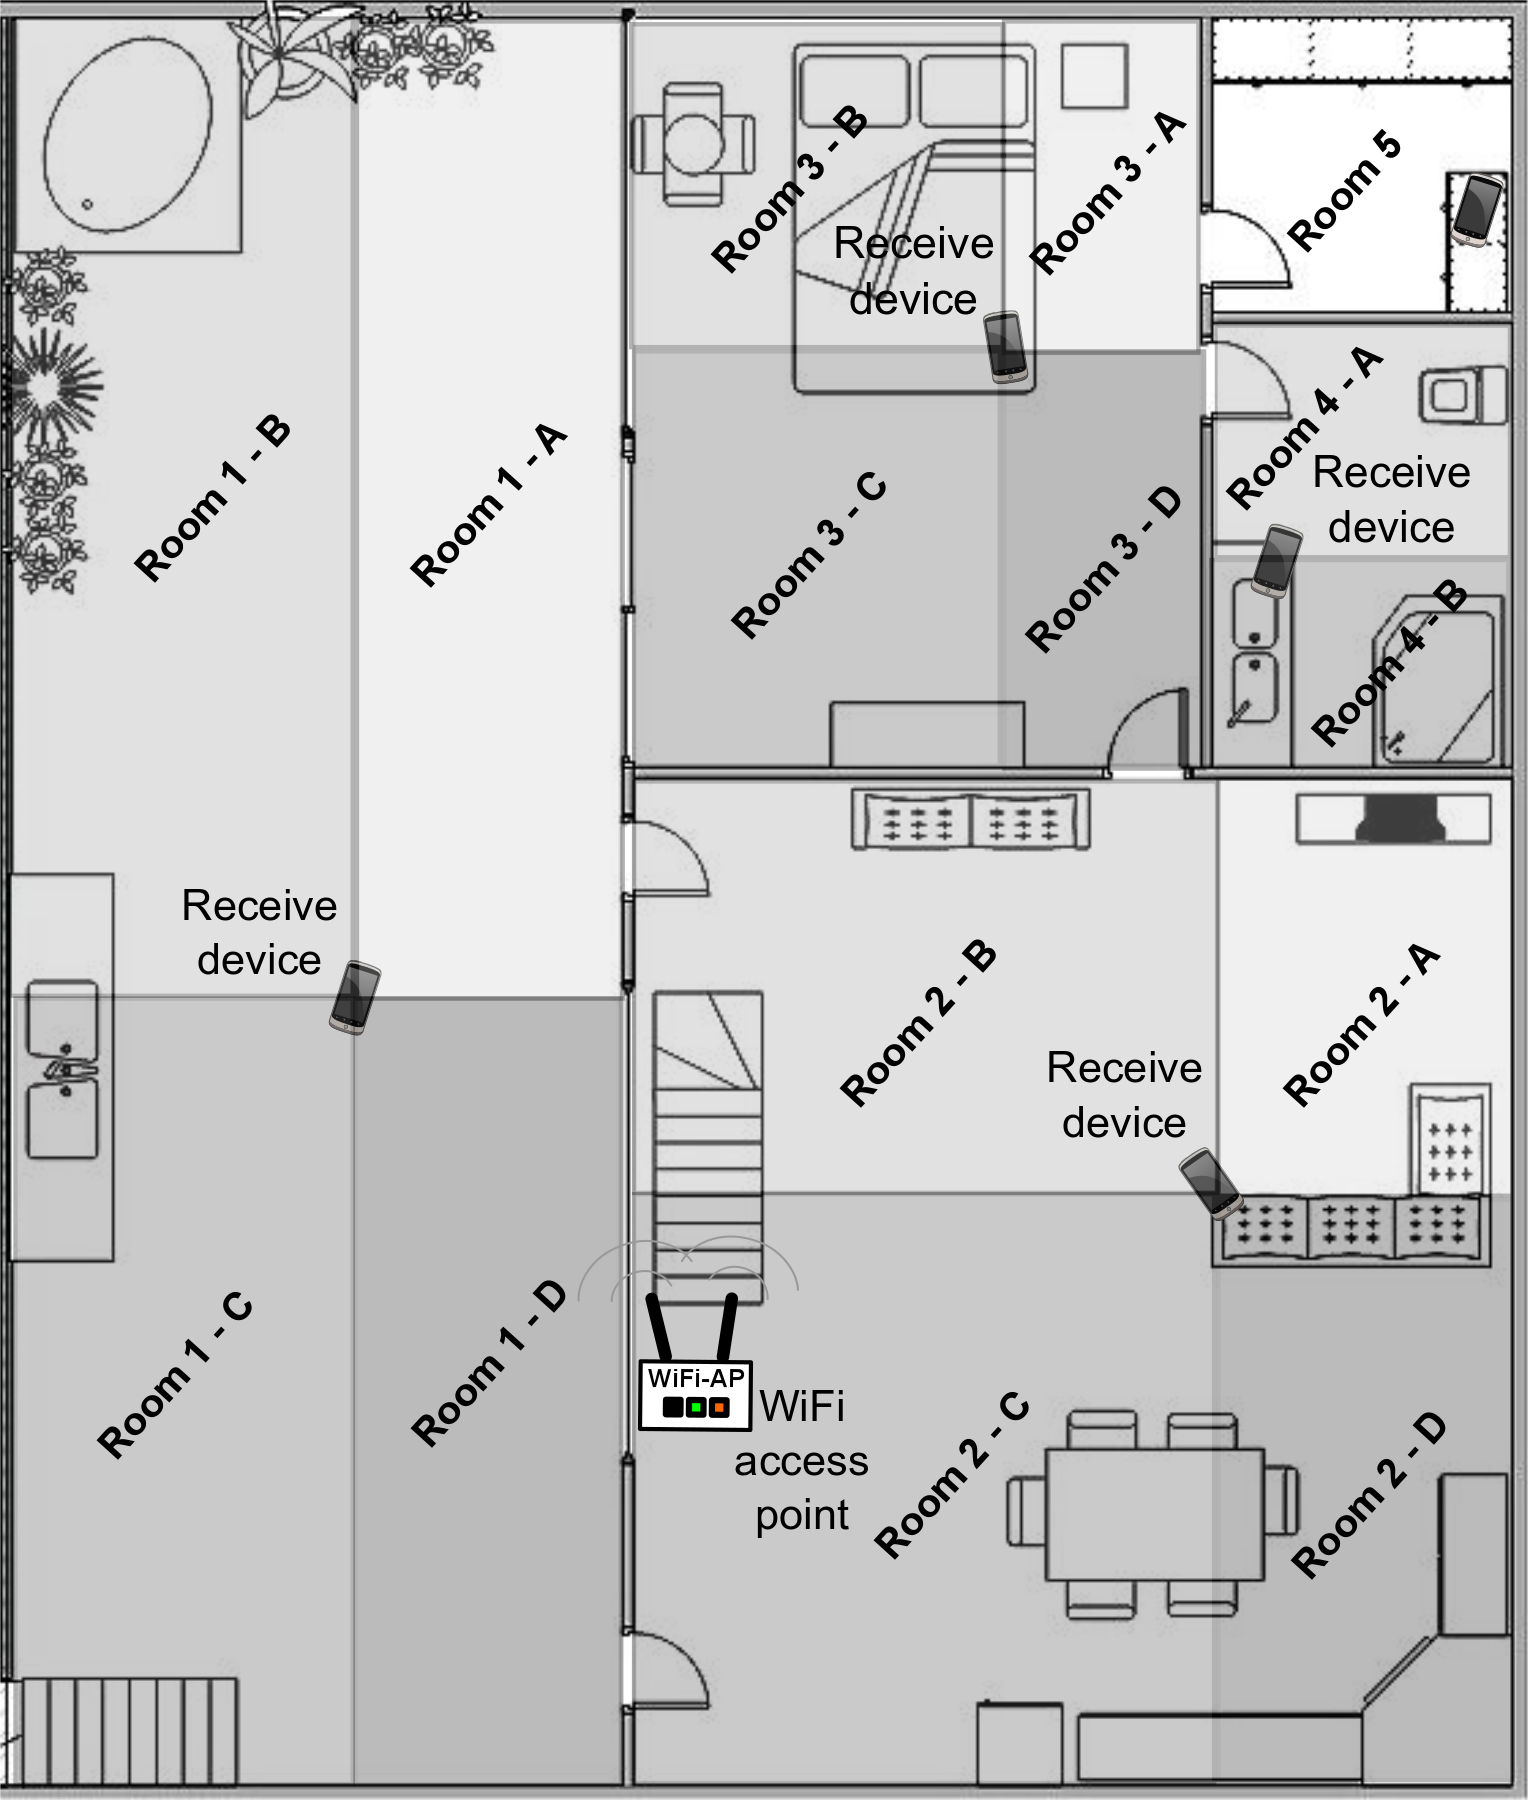 Room 3 - B
Room 3 - A
Room 5
Receive
device
Room 4 - A
Receive
device
Room 1 - B
Room 1 - A
Room 3 - C
Room 3 - D
Room 4 - B
Receive
device
Room 2 - B
Room 2 - A
Receive
device
Room 1 - C
Room 1 - D
WiFi-AP
WiFi
access
point
Room 2 - C
Room 2 - D